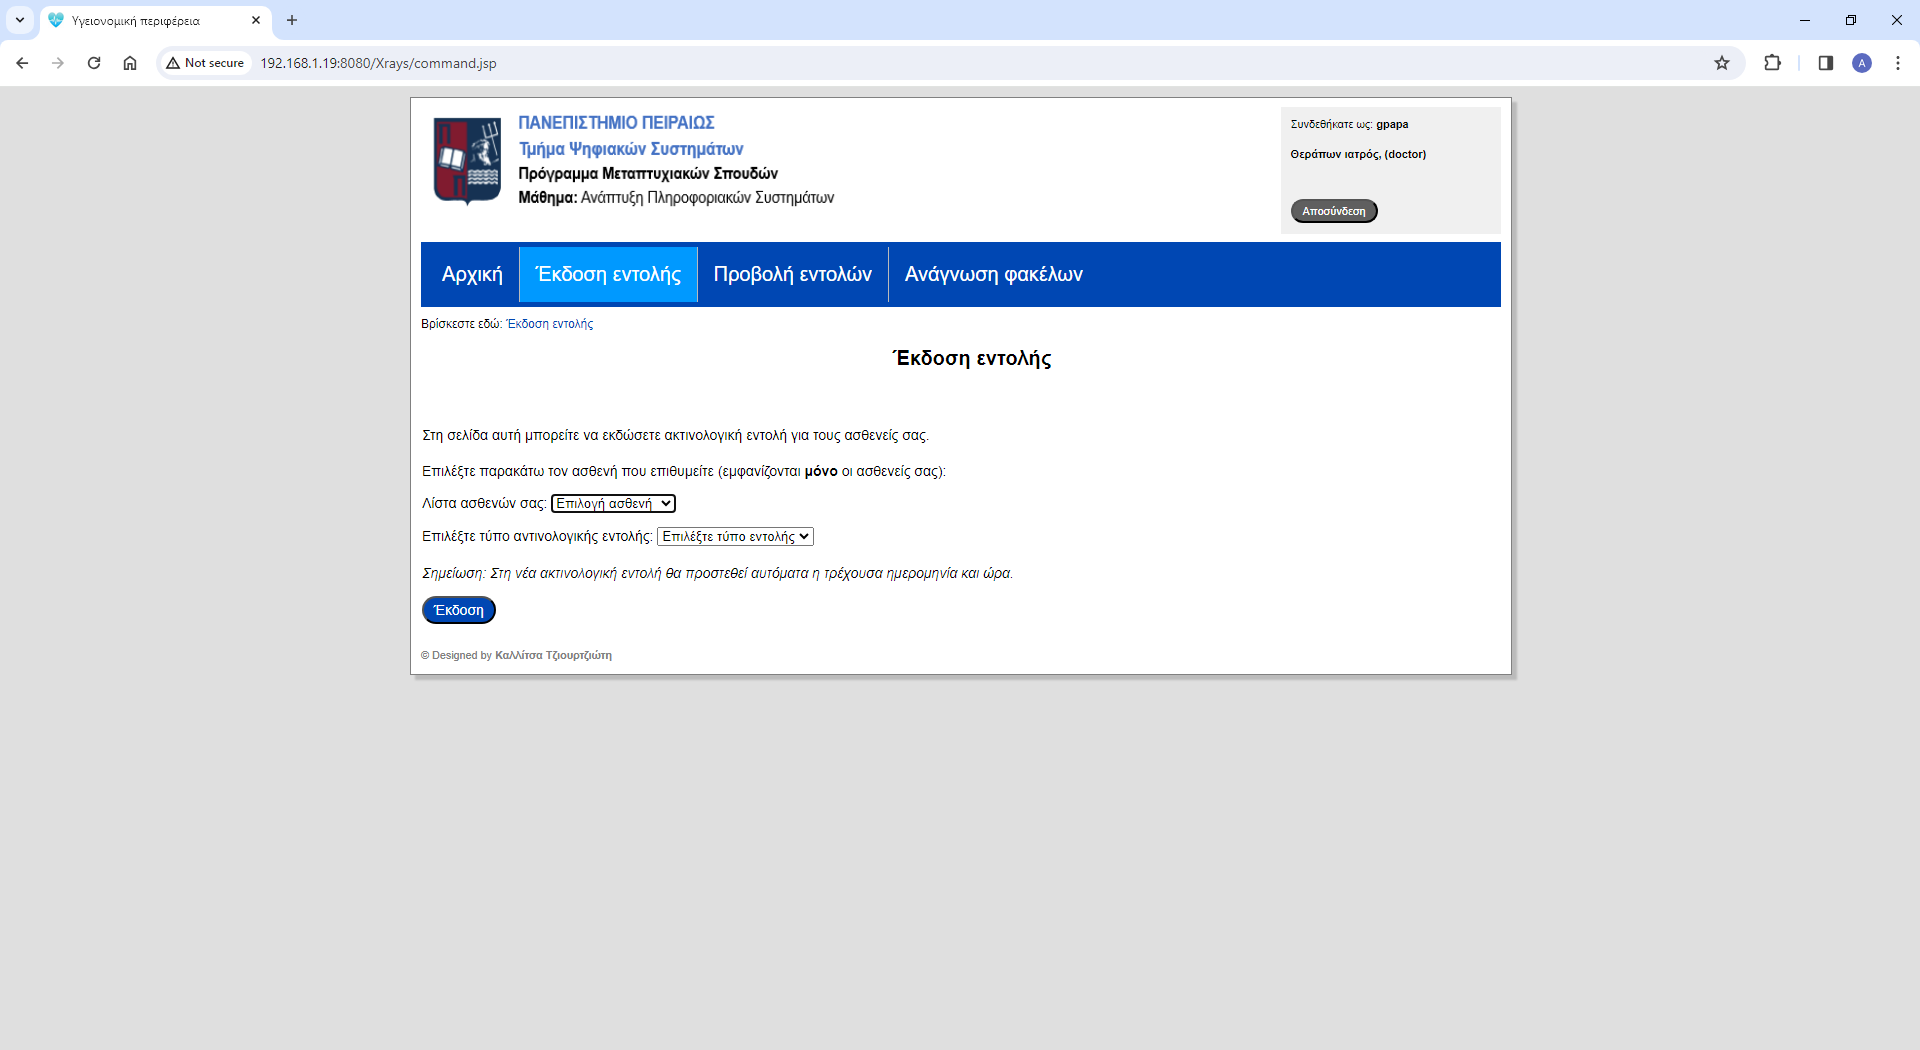 Υγειονομική περιφέρεια
Not secure
192.168.1.19:8080/Xrays/command.jsp
A
ΠΑΝΕΠΙΣΤΗΜΙΟ ΠΕΙΡΑΙΩΣ
Τμήμα Ψηφιακών Συστημάτων
Πρόγραμμα Μεταπτυχιακών Σπουδών
Μάθημα: Ανάπτυξη Πληροφοριακών Συστημάτων
Συνδεθήκατε ως: gpapa
Θεράπων ιατρός, (doctor)
Αποσύνδεση
Αρχική
Έκδοση εντολής
Προβολή εντολών
Ανάγνωση φακέλων
Βρίσκεστε εδώ: Έκδοση εντολής
Έκδοση εντολής
Στη σελίδα αυτή μπορείτε να εκδώσετε ακτινολογική εντολή για τους ασθενείς σας.
Επιλέξτε παρακάτω τον ασθενή που επιθυμείτε (εμφανίζονται μόνο οι ασθενείς σας):
Λίστα ασθενών σας: Επιλογή ασθενή
Επιλέξτε τύπο αντινολογικής εντολής: Επιλέξτε τύπο εντολής
Σημείωση: Στη νέα ακτινολογική εντολή θα προστεθεί αυτόματα η τρέχουσα ημερομηνία και ώρα.
Έκδοση
© Designed by Καλλίτσα Τζιουρτζιώτη